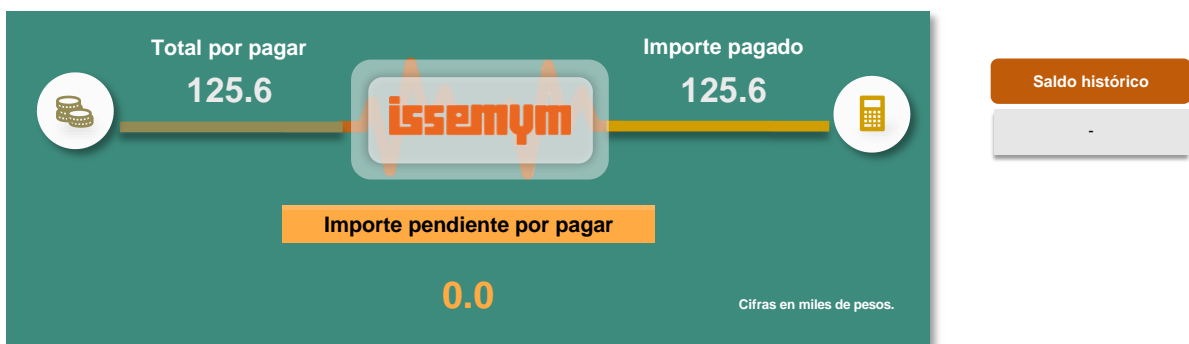 Total por pagar
125.6
issemym
Importe pagado
125.6
Importe pendiente por pagar
0.0
Cifras en miles de pesos.
Saldo histórico
-